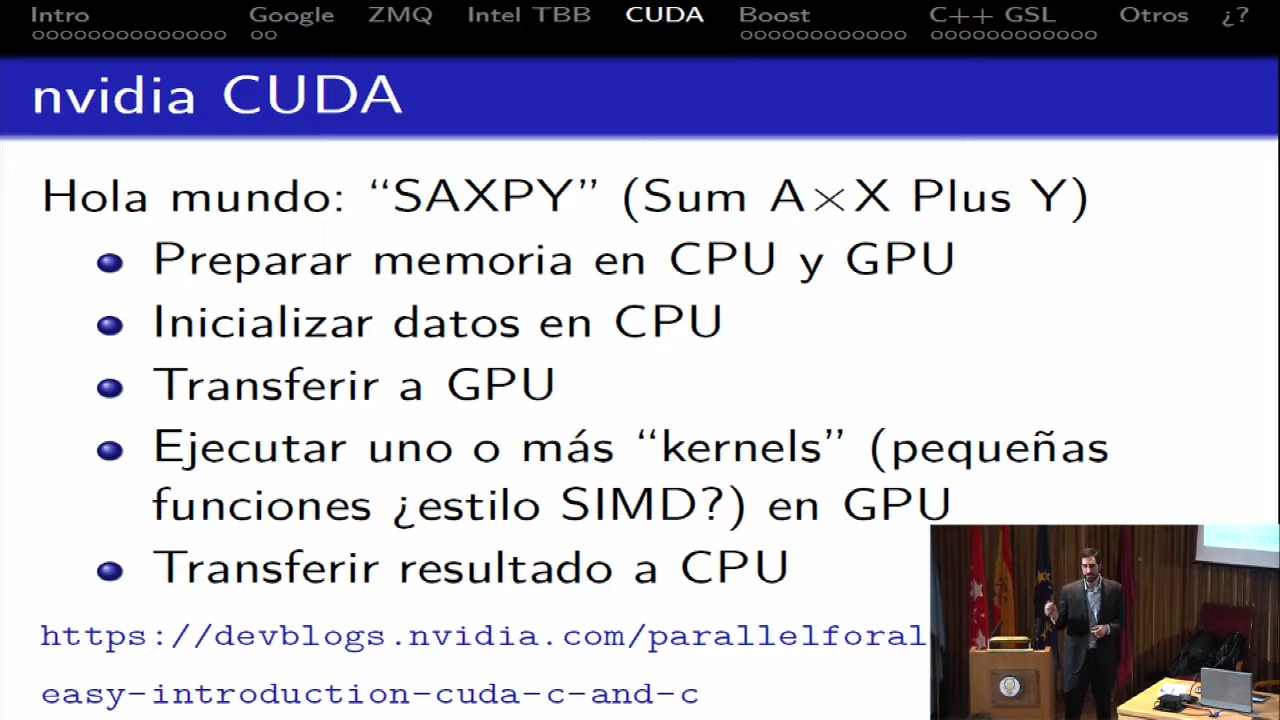 Intro Google ZMQ Intel TBB CUDA Boost C++ GSL Otros ¿?
nvidia CUDA
Hola mundo: “SAXPY” (Sum A×X Plus Y)
Preparar memoria en CPU y GPU
Inicializar datos en CPU
Transferir a GPU
Ejecutar uno o más “kernels” (pequeñas
funciones ¿estilo SIMD?) en GPU
Transferir resultado a CPU
https://devblogs.nvidia.com/parallelforal
easy-introduction-cuda-c-and-c